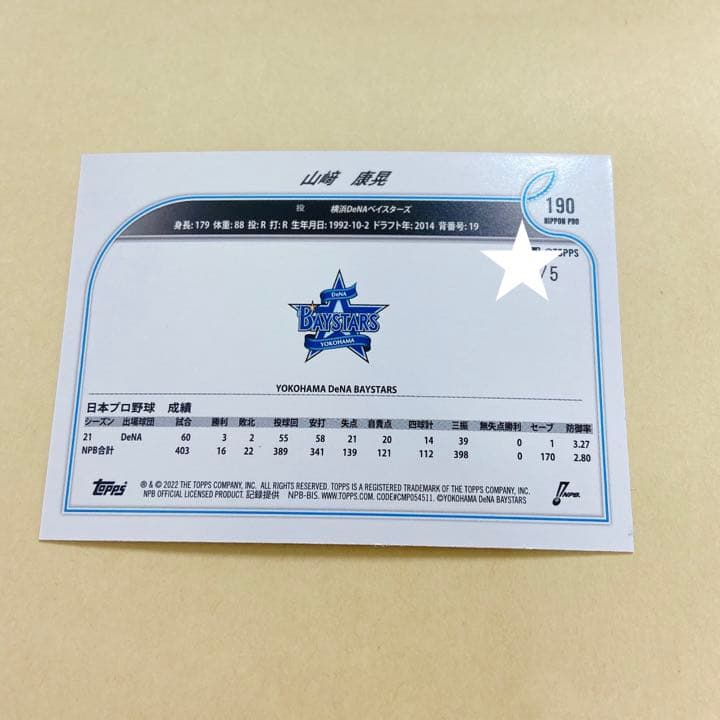 山﨑 康晃
190
NIPPON PRO
投 横浜DeNAベイスターズ
身長: 179 体重: 88 投: R 打: R 生年月日: 1992-10-2 ドラフト年: 2014 背番号: 19
TOPPS
/5
DeNA
BAYSTARS
YOKOHAMA
YOKOHAMA DeNA BAYSTARS
日本プロ野球 成績
シーズン 出場球団 試合 勝利 敗北 投球回 安打 失点 自責点 四球計 三振 無失点勝利 セーブ 防御率
21 DeNA 60 3 2 55 58 21 20 14 39 0 1 3.27
NPB合計 403 16 22 389 341 139 121 112 398 0 170 2.80
Topps
® & © 2022 THE TOPPS COMPANY, INC. ALL RIGHTS RESERVED. TOPPS IS A REGISTERED TRADEMARK OF THE TOPPS COMPANY, INC.
NPB OFFICIAL LICENSED PRODUCT. 記録提供 NPB-BIS. WWW.TOPPS.COM. CODE#CMP054511. ©YOKOHAMA DeNA BAYSTARS
NPB